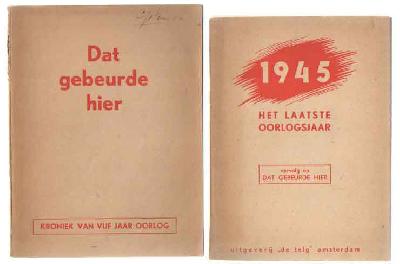 Dat
gebeurde
hier
KRONIEK VAN VIJF JAAR OORLOG
1945
HET LAATSTE
OORLOGSJAAR
vervolg op
DAT GEBEURDE HIER
uitgeverij „de telg" amsterdam